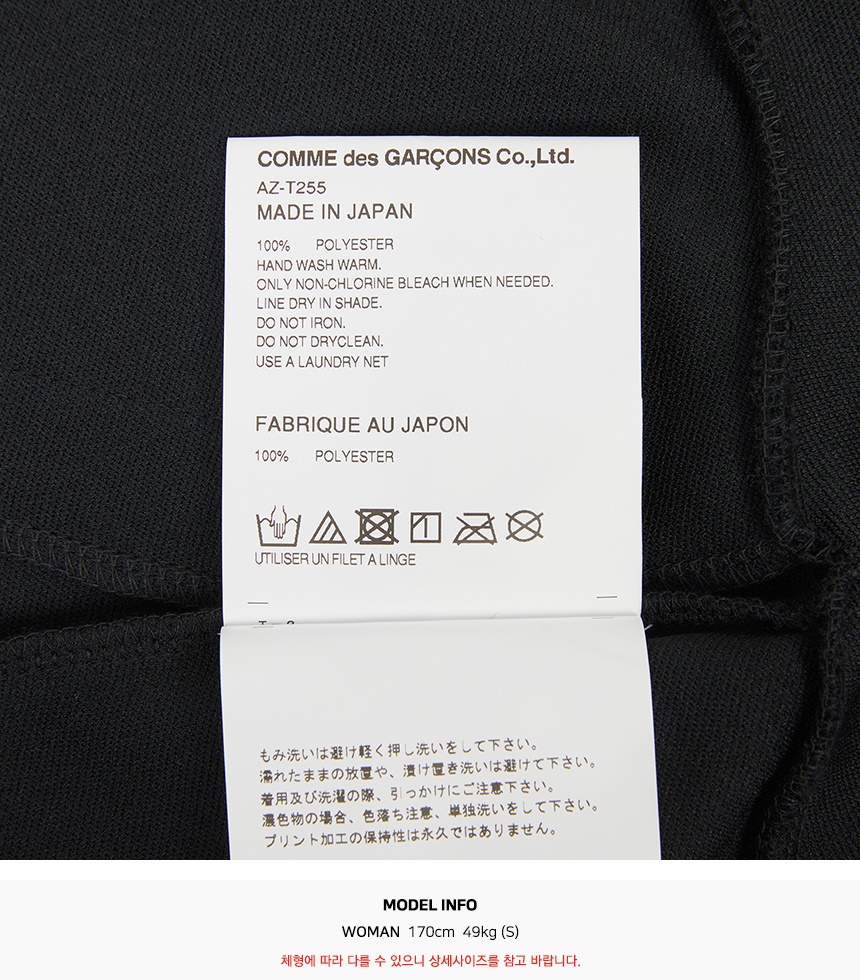 COMME des GARÇONS Co.,Ltd.
AZ-T255
MADE IN JAPAN
100% POLYESTER
HAND WASH WARM.
ONLY NON-CHLORINE BLEACH WHEN NEEDED.
LINE DRY IN SHADE.
DO NOT IRON.
DO NOT DRYCLEAN.
USE A LAUNDRY NET
FABRIQUE AU JAPON
100% POLYESTER
UTILISER UN FILET A LINGE
もみ洗いは避け軽く押し洗いをして下さい。
濡れたままの放置や、漬け置き洗いは避けて下さい。
着用及び洗濯の際、引っかけにご注意下さい。
濃色物の場合、色落ち注意、単独洗いをして下さい。
プリント加工の保持性は永久ではありません。
MODEL INFO
WOMAN 170cm 49kg (S)
체형에 따라 다를 수 있으니 상세사이즈를 참고 바랍니다.